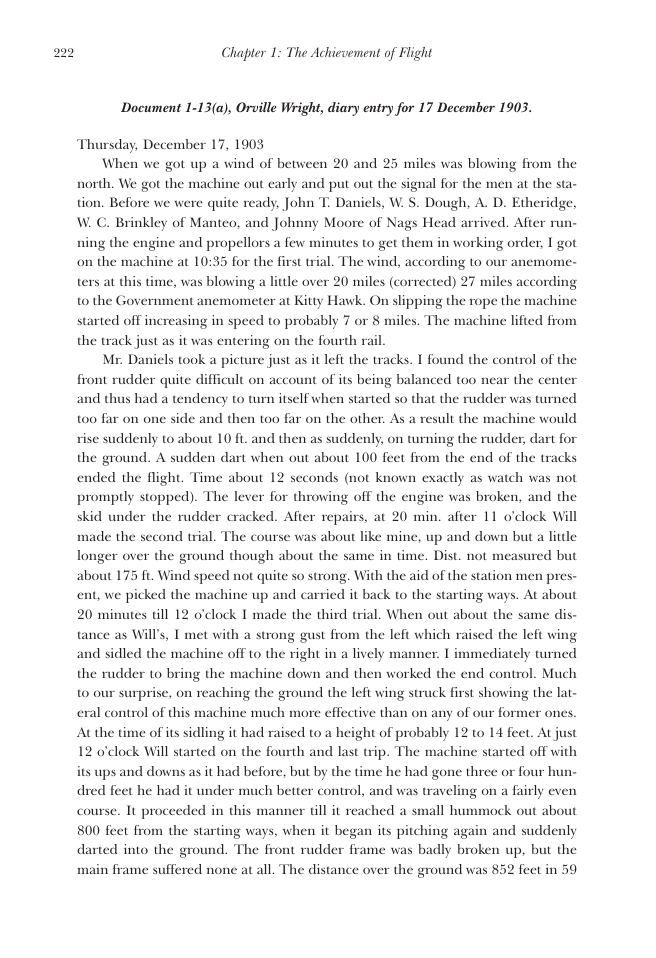 222
Chapter 1: The Achievement of Flight
Document 1-13(a), Orville Wright, diary entry for 17 December 1903.
Thursday, December 17, 1903
When we got up a wind of between 20 and 25 miles was blowing from the
north. We got the machine out early and put out the signal for the men at the sta-
tion. Before we were quite ready, John T. Daniels, W. S. Dough, A. D. Etheridge,
W. C. Brinkley of Manteo, and Johnny Moore of Nags Head arrived. After run-
ning the engine and propellors a few minutes to get them in working order, I got
on the machine at 10:35 for the first trial. The wind, according to our anemome-
ters at this time, was blowing a little over 20 miles (corrected) 27 miles according
to the Government anemometer at Kitty Hawk. On slipping the rope the machine
started off increasing in speed to probably 7 or 8 miles. The machine lifted from
the track just as it was entering on the fourth rail.
Mr. Daniels took a picture just as it left the tracks. I found the control of the
front rudder quite difficult on account of its being balanced too near the center
and thus had a tendency to turn itself when started so that the rudder was turned
too far on one side and then too far on the other. As a result the machine would
rise suddenly to about 10 ft. and then as suddenly, on turning the rudder, dart for
the ground. A sudden dart when out about 100 feet from the end of the tracks
ended the flight. Time about 12 seconds (not known exactly as watch was not
promptly stopped). The lever for throwing off the engine was broken, and the
skid under the rudder cracked. After repairs, at 20 min. after 11 o'clock Will
made the second trial. The course was about like mine, up and down but a little
longer over the ground though about the same in time. Dist. not measured but
about 175 ft. Wind speed not quite so strong. With the aid of the station men pres-
ent, we picked the machine up and carried it back to the starting ways. At about
20 minutes till 12 o'clock I made the third trial. When out about the same dis-
tance as Will's, I met with a strong gust from the left which raised the left wing
and sidled the machine off to the right in a lively manner. I immediately turned
the rudder to bring the machine down and then worked the end control. Much
to our surprise, on reaching the ground the left wing struck first showing the lat-
eral control of this machine much more effective than on any of our former ones.
At the time of its sidling it had raised to a height of probably 12 to 14 feet. At just
12 o'clock Will started on the fourth and last trip. The machine started off with
its ups and downs as it had before, but by the time he had gone three or four hun-
dred feet he had it under much better control, and was traveling on a fairly even
course. It proceeded in this manner till it reached a small hummock out about
800 feet from the starting ways, when it began its pitching again and suddenly
darted into the ground. The front rudder frame was badly broken up, but the
main frame suffered none at all. The distance over the ground was 852 feet in 59